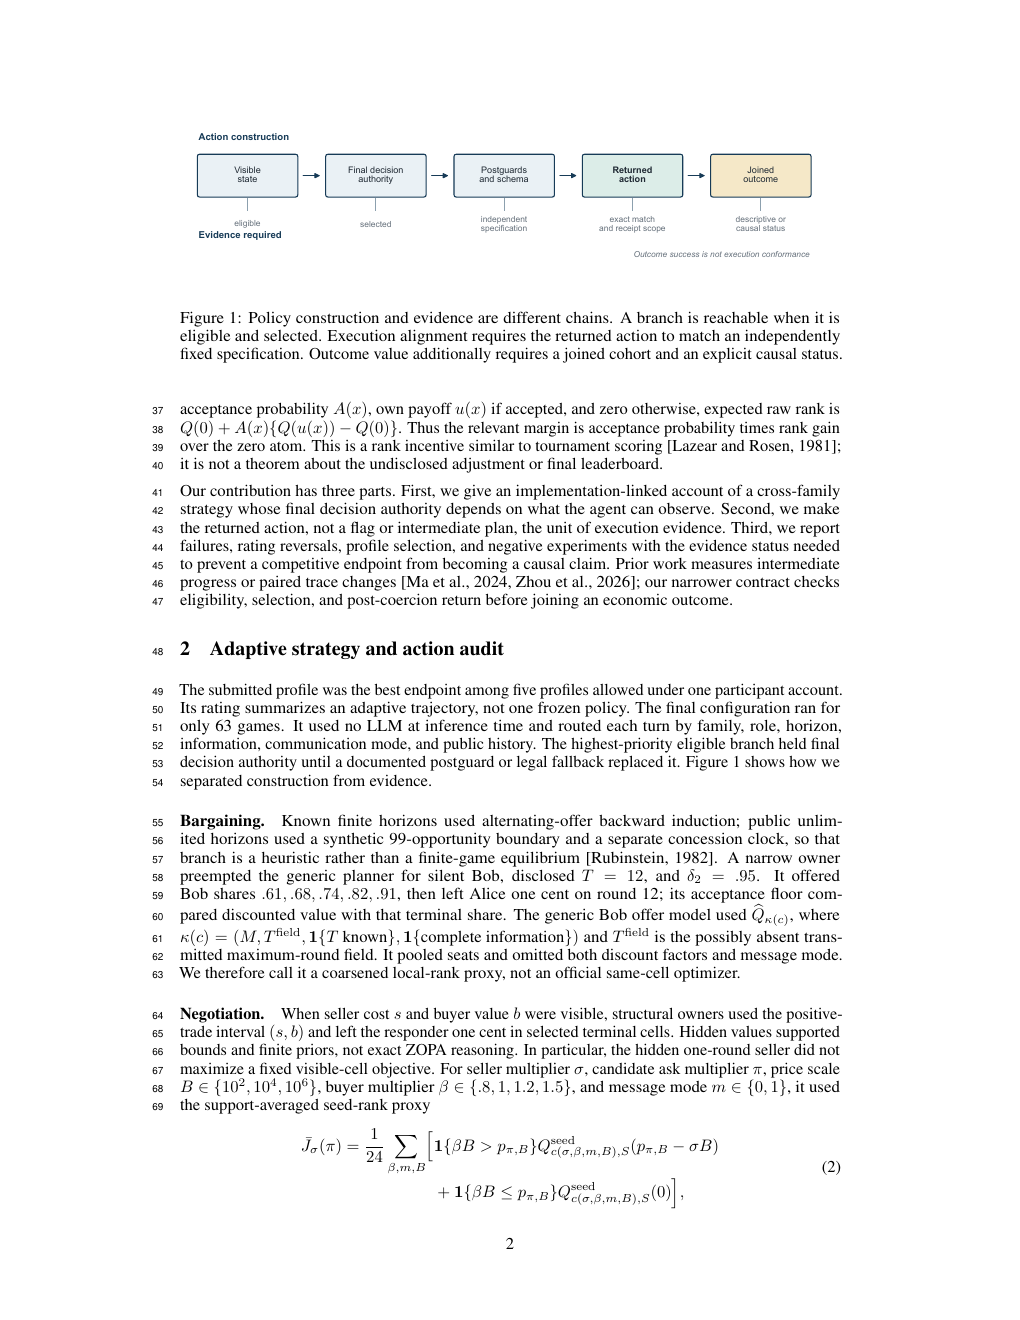 Action construction
Visible
state
Final decision
authority
Postguards
and schema
Returned
action
Joined
outcome
eligible
selected
independent
specification
exact match
and receipt scope
descriptive or
causal status
Evidence required
Outcome success is not execution conformance
Figure 1: Policy construction and evidence are different chains. A branch is reachable when it is
eligible and selected. Execution alignment requires the returned action to match an independently
fixed specification. Outcome value additionally requires a joined cohort and an explicit causal status.
37 acceptance probability A(x), own payoff u(x) if accepted, and zero otherwise, expected raw rank is
38 Q(0) + A(x){Q(u(x)) − Q(0)}. Thus the relevant margin is acceptance probability times rank gain
39 over the zero atom. This is a rank incentive similar to tournament scoring [Lazear and Rosen, 1981];
40 it is not a theorem about the undisclosed adjustment or final leaderboard.
41 Our contribution has three parts. First, we give an implementation-linked account of a cross-family
42 strategy whose final decision authority depends on what the agent can observe. Second, we make
43 the returned action, not a flag or intermediate plan, the unit of execution evidence. Third, we report
44 failures, rating reversals, profile selection, and negative experiments with the evidence status needed
45 to prevent a competitive endpoint from becoming a causal claim. Prior work measures intermediate
46 progress or paired trace changes [Ma et al., 2024, Zhou et al., 2026]; our narrower contract checks
47 eligibility, selection, and post-coercion return before joining an economic outcome.
48 2 Adaptive strategy and action audit
49 The submitted profile was the best endpoint among five profiles allowed under one participant account.
50 Its rating summarizes an adaptive trajectory, not one frozen policy. The final configuration ran for
51 only 63 games. It used no LLM at inference time and routed each turn by family, role, horizon,
52 information, communication mode, and public history. The highest-priority eligible branch held final
53 decision authority until a documented postguard or legal fallback replaced it. Figure 1 shows how we
54 separated construction from evidence.
55 Bargaining. Known finite horizons used alternating-offer backward induction; public unlim-
56 ited horizons used a synthetic 99-opportunity boundary and a separate concession clock, so that
57 branch is a heuristic rather than a finite-game equilibrium [Rubinstein, 1982]. A narrow owner
58 preempted the generic planner for silent Bob, disclosed T = 12, and δ₂ = .95. It offered
59 Bob shares .61, .68, .74, .82, .91, then left Alice one cent on round 12; its acceptance floor com-
60 pared discounted value with that terminal share. The generic Bob offer model used Q̂_κ(c), where
61 κ(c) = (M, T^field, 1{T known}, 1{complete information}) and T^field is the possibly absent trans-
62 mitted maximum-round field. It pooled seats and omitted both discount factors and message mode.
63 We therefore call it a coarsened local-rank proxy, not an official same-cell optimizer.
64 Negotiation. When seller cost s and buyer value b were visible, structural owners used the positive-
65 trade interval (s, b) and left the responder one cent in selected terminal cells. Hidden values supported
66 bounds and finite priors, not exact ZOPA reasoning. In particular, the hidden one-round seller did not
67 maximize a fixed visible-cell objective. For seller multiplier σ, candidate ask multiplier π, price scale
68 B ∈ {10², 10⁴, 10⁶}, buyer multiplier β ∈ {.8, 1, 1.2, 1.5}, and message mode m ∈ {0, 1}, it used
69 the support-averaged seed-rank proxy
J̄_σ(π) = 1/24 ∑_{β,m,B} [1{βB > p_{π,B}}Q^seed_{c(σ,β,m,B),S}(p_{π,B} − σB)
+ 1{βB ≤ p_{π,B}}Q^seed_{c(σ,β,m,B),S}(0)], (2)
2